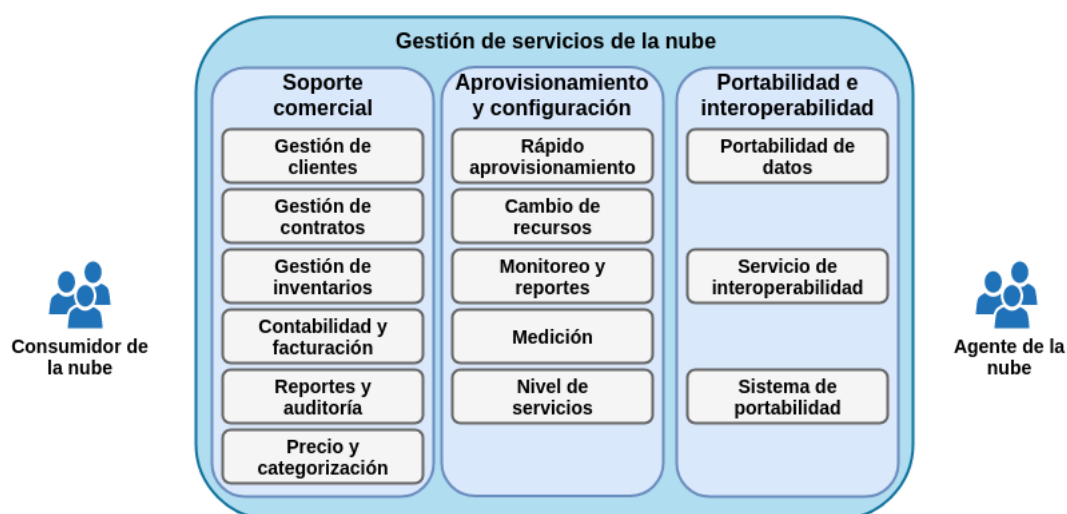 Gestión de servicios de la nube
Soporte
comercial
Gestión de
clientes
Gestión de
contratos
Gestión de
inventarios
Contabilidad y
facturación
Reportes y
auditoría
Precio y
categorización
Aprovisionamiento
y configuración
Rápido
aprovisionamiento
Cambio de
recursos
Monitoreo y
reportes
Medición
Nivel de
servicios
Portabilidad e
interoperabilidad
Portabilidad de
datos
Servicio de
interoperabilidad
Sistema de
portabilidad
Consumidor de
la nube
Agente de la
nube